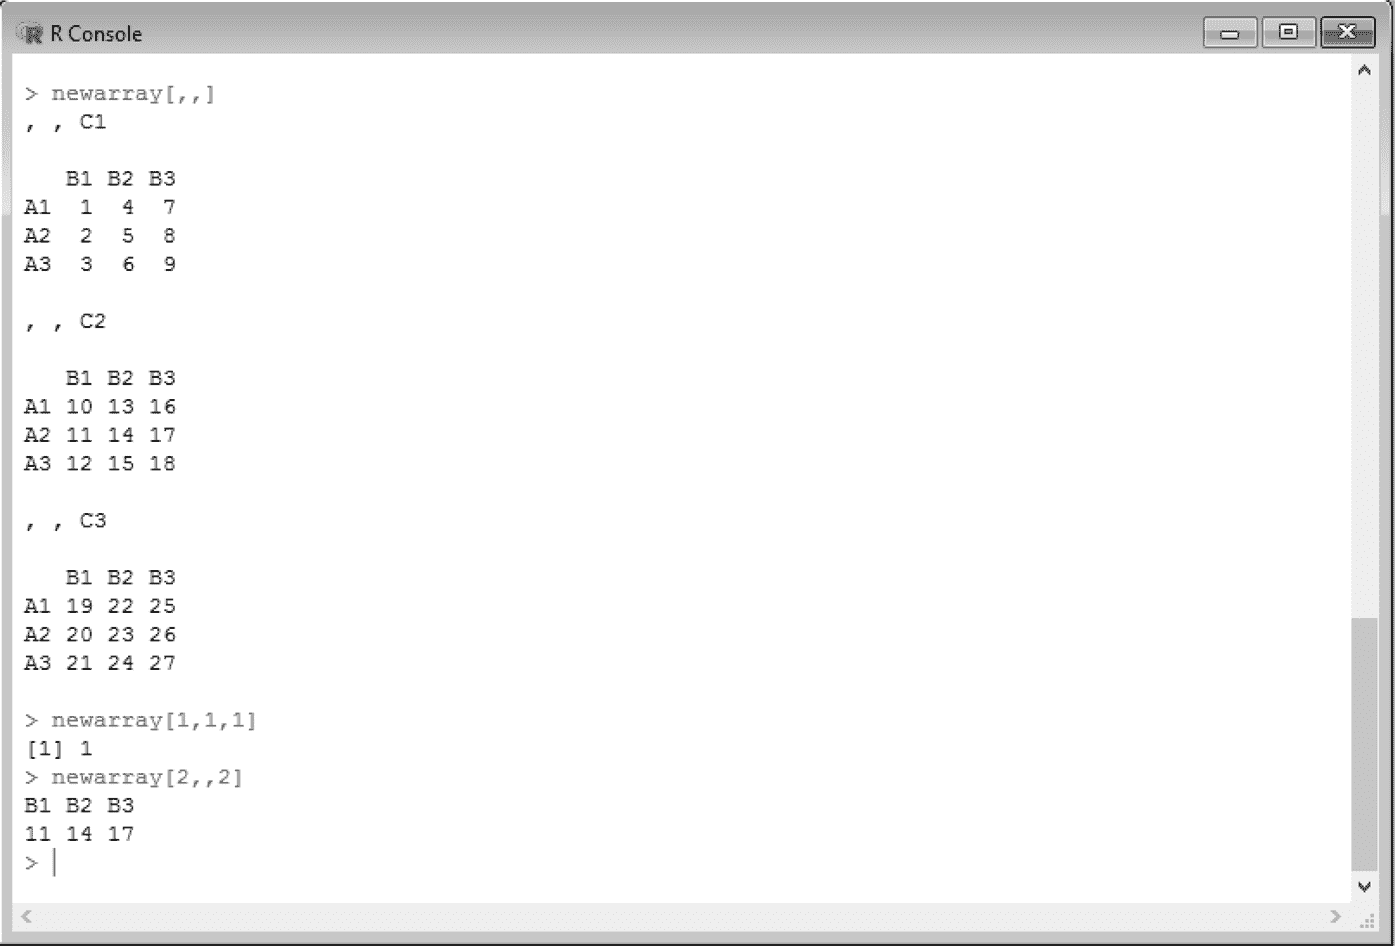 R Console
> newarray[,,]
, , C1
B1 B2 B3
A1 1 4 7
A2 2 5 8
A3 3 6 9
, , C2
B1 B2 B3
A1 10 13 16
A2 11 14 17
A3 12 15 18
, , C3
B1 B2 B3
A1 19 22 25
A2 20 23 26
A3 21 24 27
> newarray[1,1,1]
[1] 1
> newarray[2,,2]
B1 B2 B3
11 14 17
>